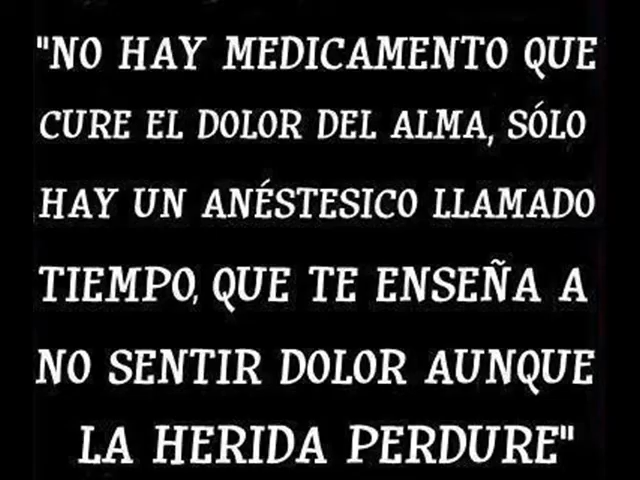 "NO HAY MEDICAMENTO QUE
CURE EL DOLOR DEL ALMA, SÓLO
HAY UN ANÉSTESICO LLAMADO
TIEMPO, QUE TE ENSEÑA A
NO SENTIR DOLOR AUNQUE
LA HERIDA PERDURE"